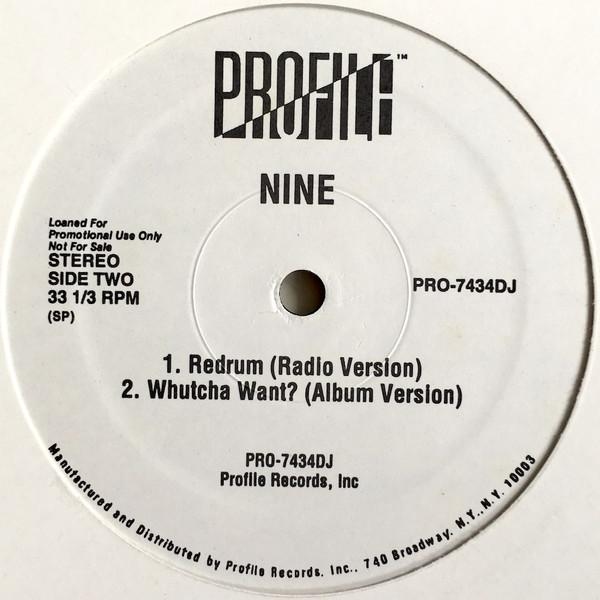 PROFILE™
NINE
Loaned For
Promotional Use Only
Not For Sale
STEREO
SIDE TWO
33 1/3 RPM
(SP)
PRO-7434DJ
1. Redrum (Radio Version)
2. Whutcha Want? (Album Version)
PRO-7434DJ
Profile Records, Inc
Manufactured and Distributed by Profile Records, Inc.. 740 Broadway. N.Y.,N.Y. 10003